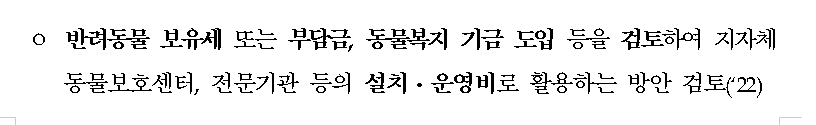 ㅇ 반려동물 보유세 또는 부담금, 동물복지 기금 도입 등을 검토하여 지자체
동물보호센터, 전문기관 등의 설치·운영비로 활용하는 방안 검토(‘22)